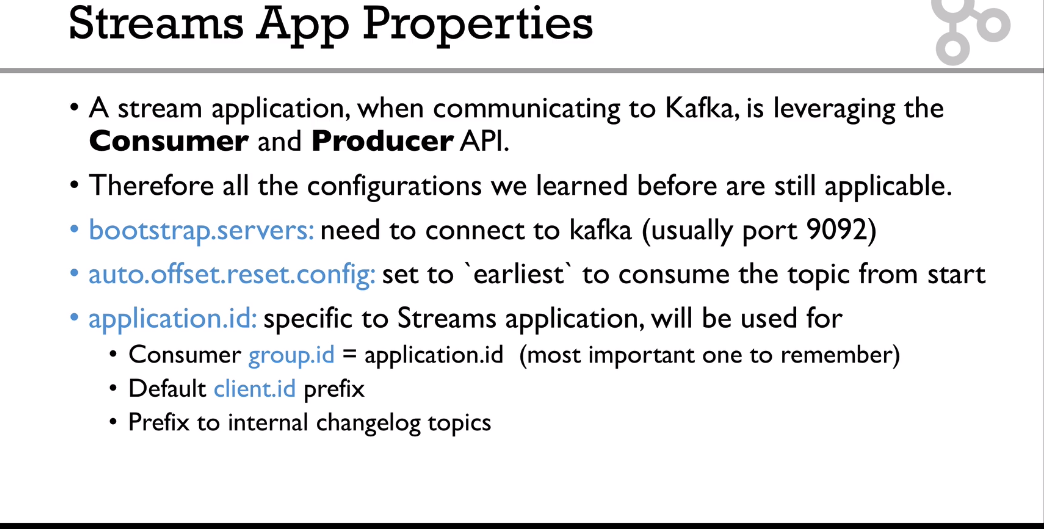 Streams App Properties
• A stream application, when communicating to Kafka, is leveraging the
Consumer and Producer API.
• Therefore all the configurations we learned before are still applicable.
• bootstrap.servers: need to connect to kafka (usually port 9092)
• auto.offset.reset.config: set to `earliest` to consume the topic from start
• application.id: specific to Streams application, will be used for
• Consumer group.id = application.id (most important one to remember)
• Default client.id prefix
• Prefix to internal changelog topics